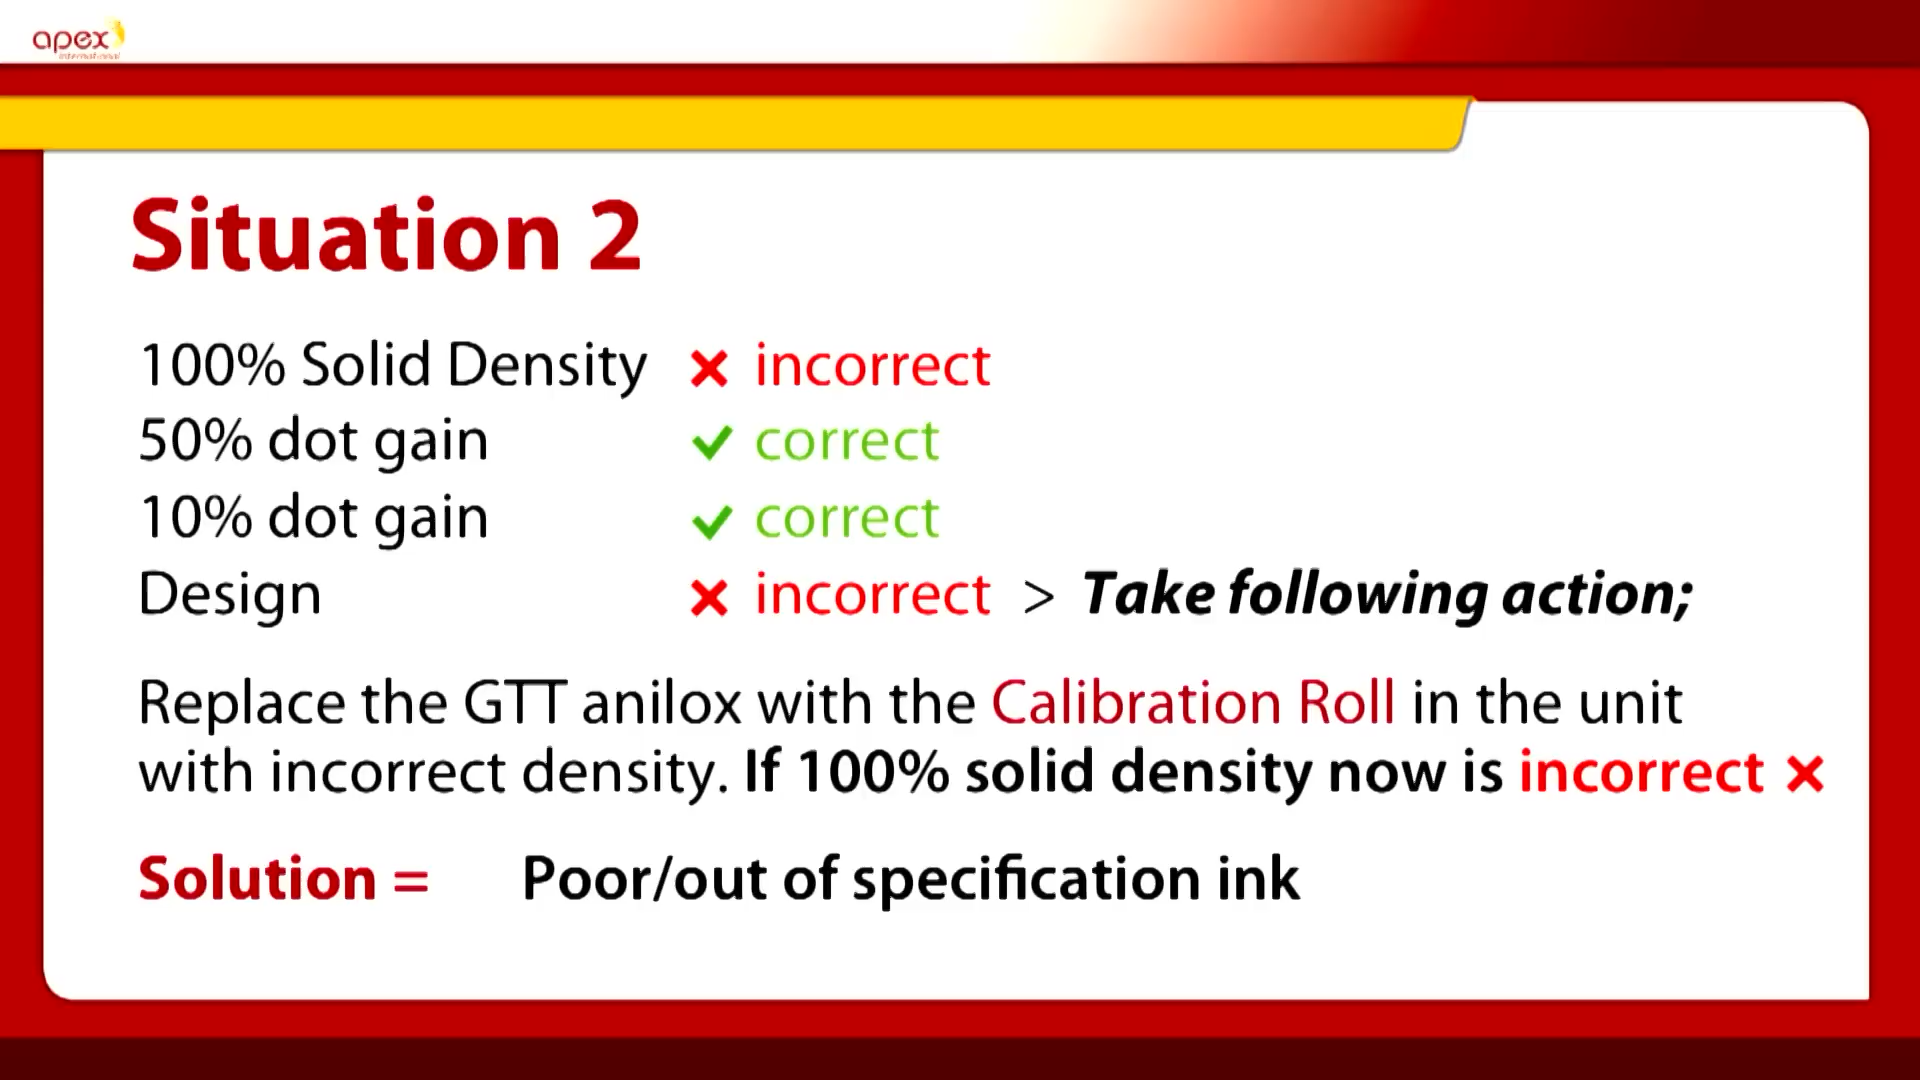 apex
international
Situation 2
100% Solid Density ✖ incorrect
50% dot gain ✔ correct
10% dot gain ✔ correct
Design ✖ incorrect > Take following action;
Replace the GTT anilox with the Calibration Roll in the unit
with incorrect density. If 100% solid density now is incorrect ✖
Solution = Poor/out of specification ink